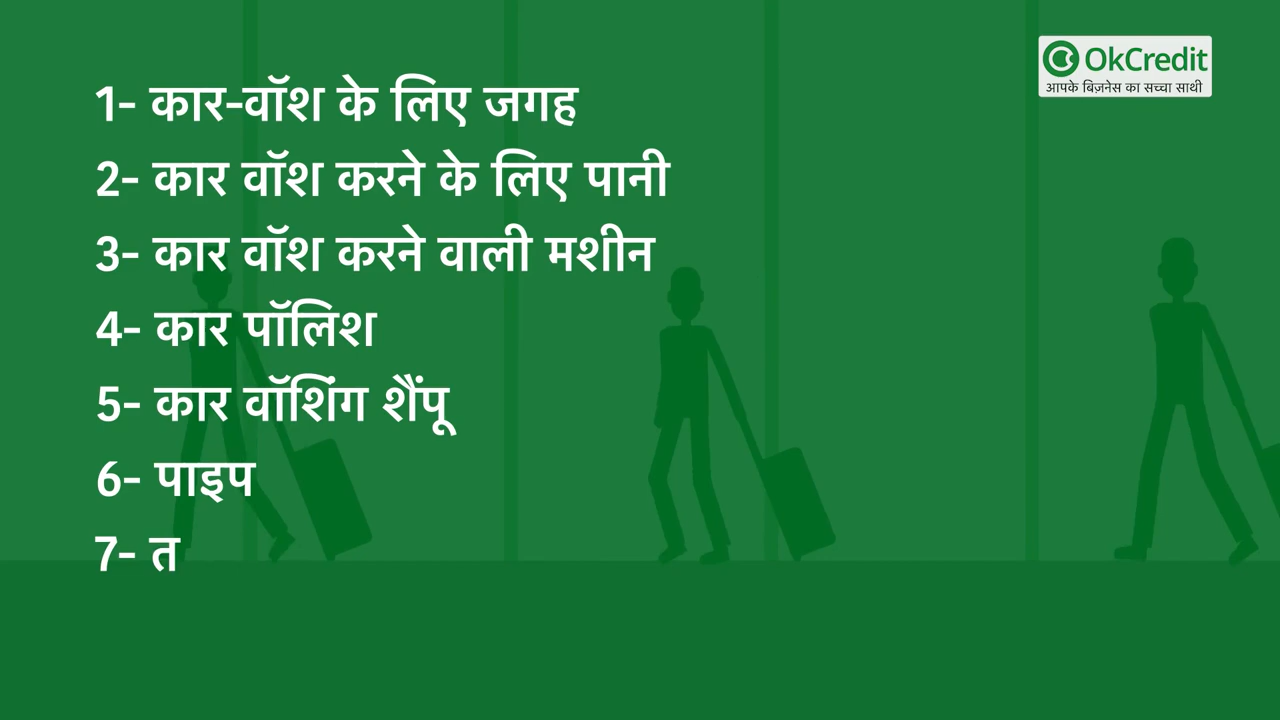 OkCredit
आपके बिज़नेस का सच्चा साथी
1- कार-वॉश के लिए जगह
2- कार वॉश करने के लिए पानी
3- कार वॉश करने वाली मशीन
4- कार पॉलिश
5- कार वॉशिंग शैंपू
6- पाइप
7- त